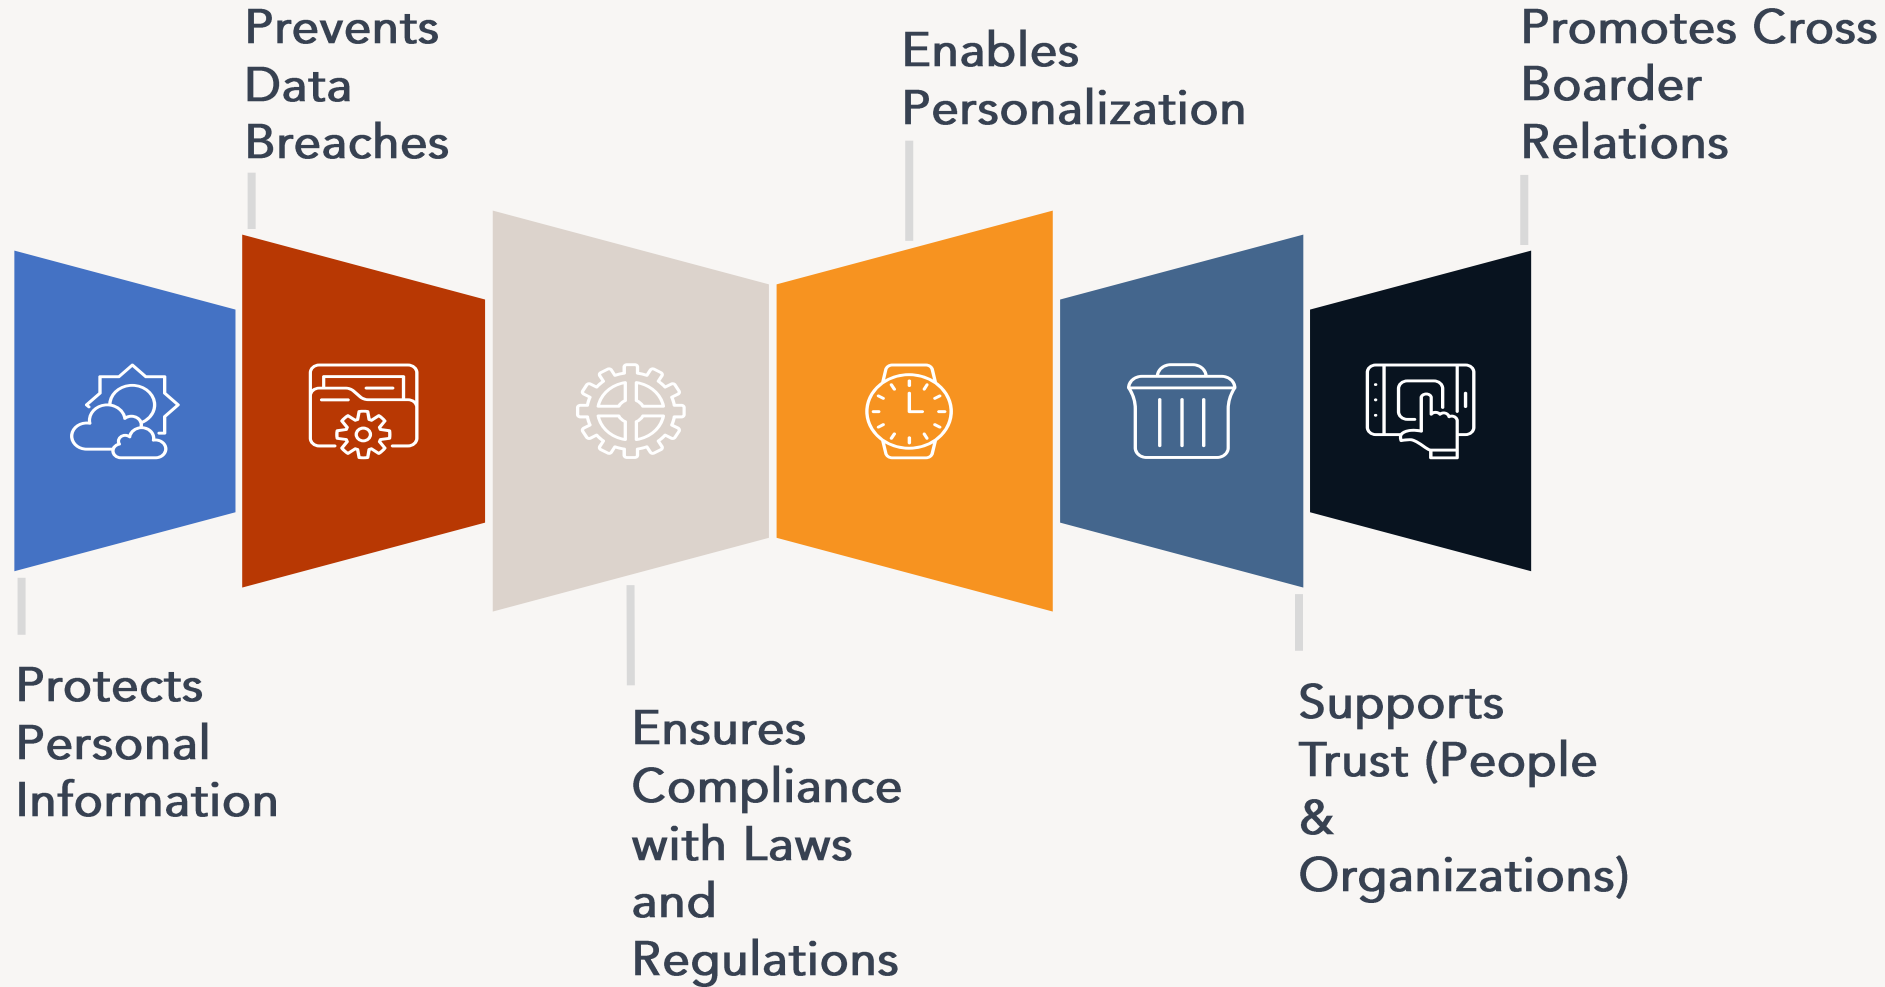 Prevents
Data
Breaches
Enables
Personalization
Promotes Cross
Boarder
Relations
Protects
Personal
Information
Ensures
Compliance
with Laws
and
Regulations
Supports
Trust (People
&
Organizations)